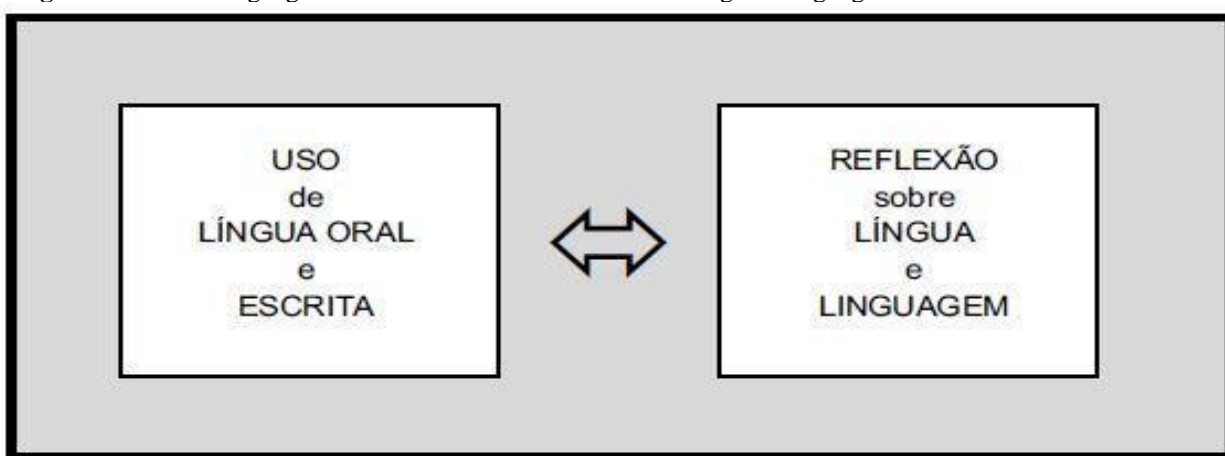 USO
de
LÍNGUA ORAL
e
ESCRITA
REFLEXÃO
sobre
LÍNGUA
e
LINGUAGEM